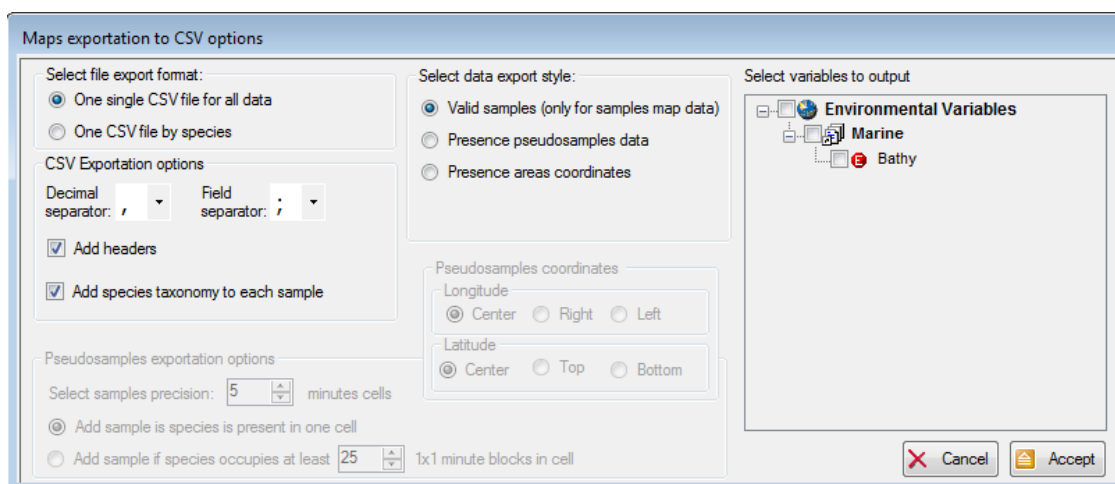 Maps exportation to CSV options
Select file export format:
One single CSV file for all data
One CSV file by species
CSV Exportation options
Decimal separator: ,
Field separator: ;
Add headers
Add species taxonomy to each sample
Select data export style:
Valid samples (only for samples map data)
Presence pseudosamples data
Presence areas coordinates
Pseudosamples coordinates
Longitude
Center Right Left
Latitude
Center Top Bottom
Pseudosamples exportation options
Select samples precision: 5 minutes cells
Add sample is species is present in one cell
Add sample if species occupies at least 25 1x1 minute blocks in cell
Select variables to output
Environmental Variables
Marine
E Bathy
Cancel Accept